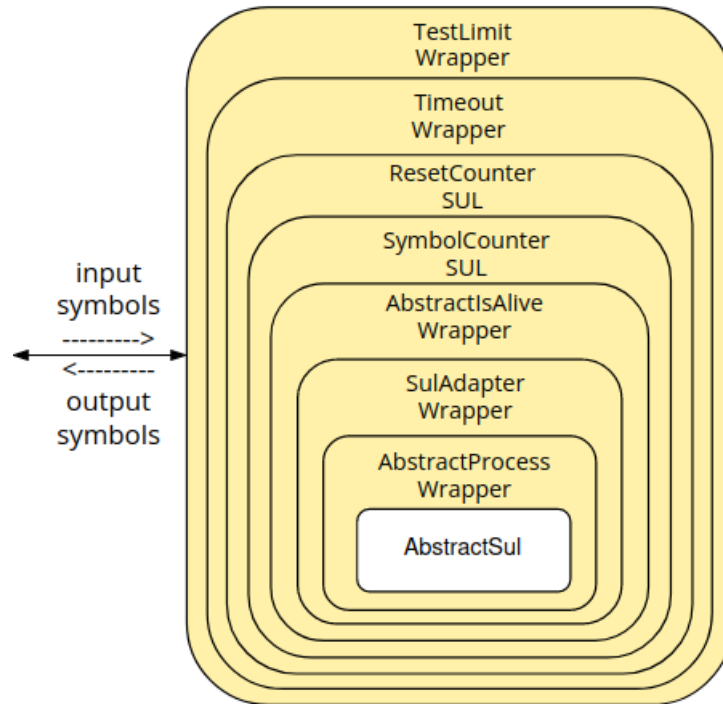 TestLimit
Wrapper
Timeout
Wrapper
ResetCounter
SUL
SymbolCounter
SUL
AbstractIsAlive
Wrapper
SulAdapter
Wrapper
AbstractProcess
Wrapper
AbstractSul
input
symbols
--------->
<---------
output
symbols